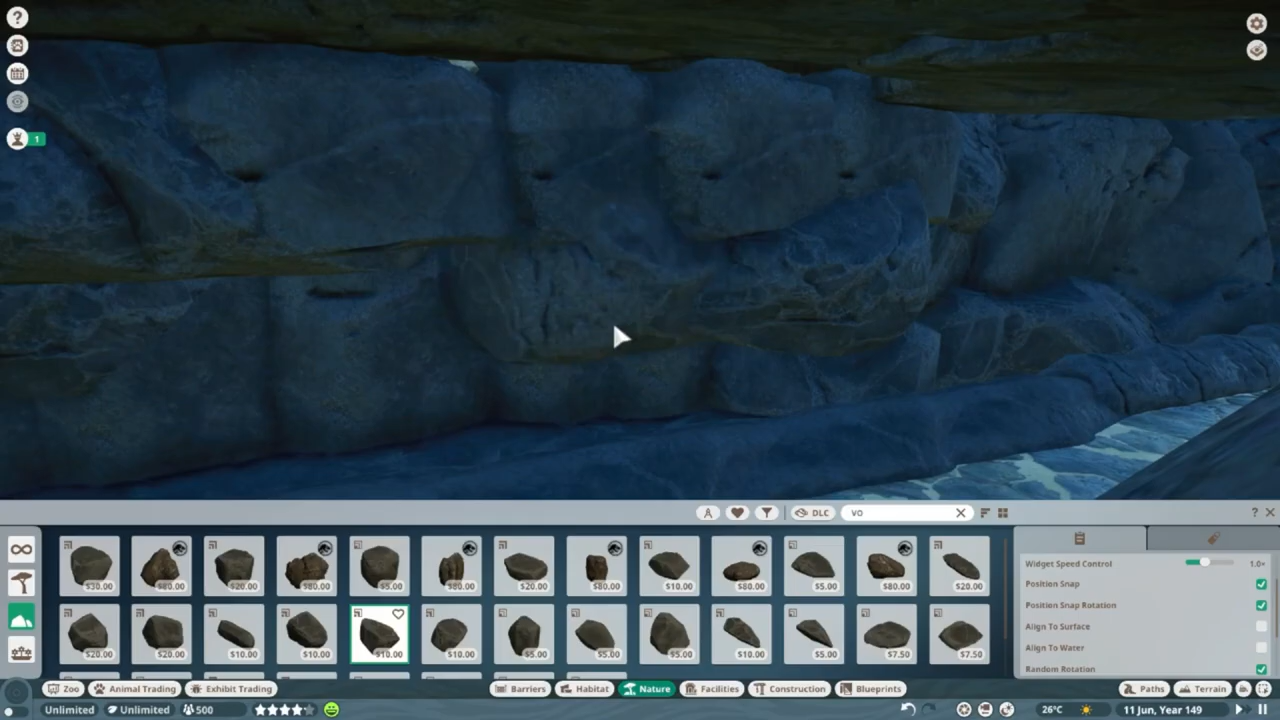 ?
1
DLC
VO
?
$30.00
$80.00
$20.00
$80.00
$5.00
$80.00
$20.00
$80.00
$10.00
$80.00
$5.00
$80.00
$20.00
$20.00
$20.00
$10.00
$10.00
$10.00
$10.00
$5.00
$5.00
$5.00
$10.00
$5.00
$7.50
$7.50
Widget Speed Control 1.0×
Position Snap
Position Snap Rotation
Align To Surface
Align To Water
Random Rotation
Zoo Animal Trading Exhibit Trading Barriers Habitat Nature Facilities Construction Blueprints Paths Terrain
Unlimited Unlimited 500 26°C 11 Jun, Year 149